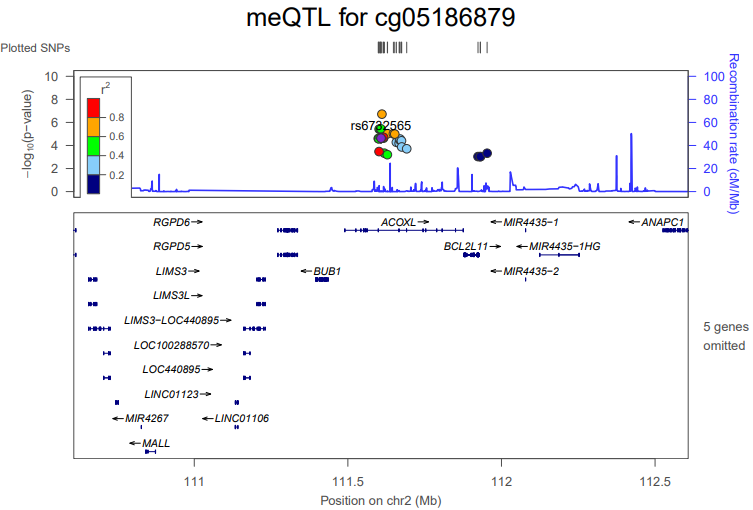 meQTL for cg05186879
Plotted SNPs
10
8
6
4
2
0
−log10(p−value)
100
80
60
40
20
0
Recombination rate (cM/Mb)
r2
0.8
0.6
0.4
0.2
rs6732565
RGPD6→
ACOXL→
←MIR4435−1
←ANAPC1
RGPD5→
BCL2L11→
←MIR4435−1HG
LIMS3→
←BUB1
←MIR4435−2
LIMS3L→
LIMS3−LOC440895→
LOC100288570→
LOC440895→
LINC01123→
←MIR4267
←LINC01106
←MALL
5 genes
omitted
111
111.5
112
112.5
Position on chr2 (Mb)